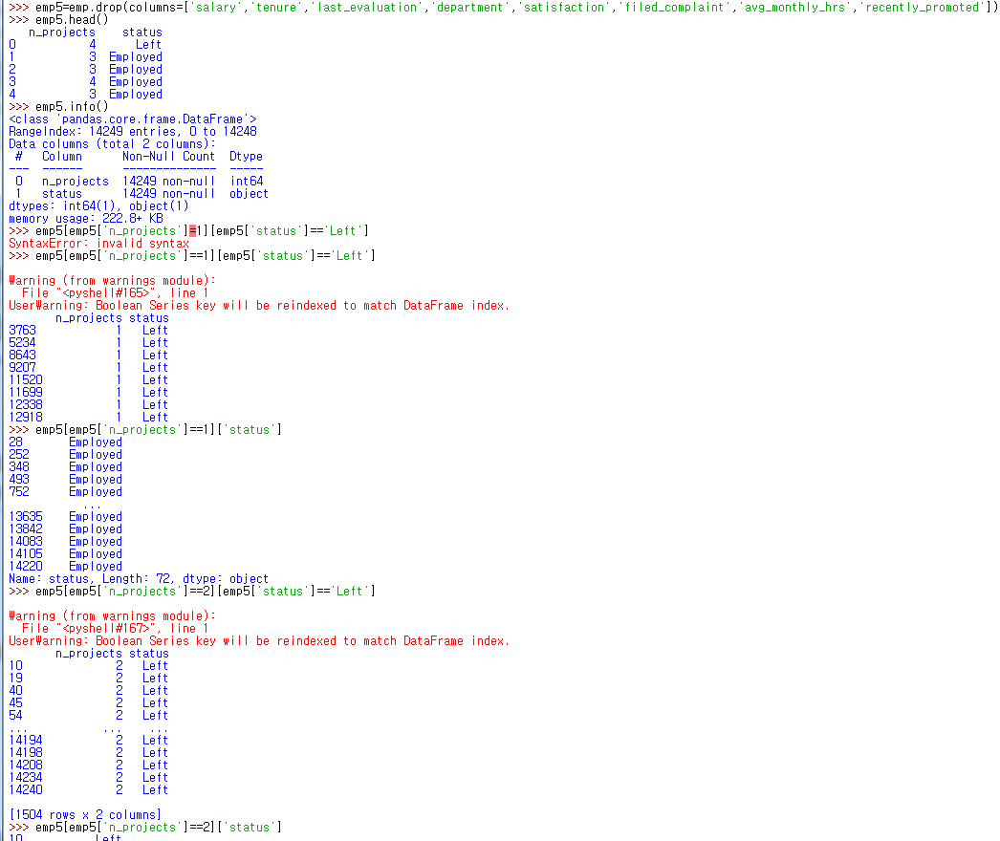 >>> emp5=emp.drop(columns=['salary','tenure','last_evaluation','department','satisfaction','filed_complaint','avg_monthly_hrs','recently_promoted'])
>>> emp5.head()
   n_projects    status
0           4      Left
1           3  Employed
2           3  Employed
3           4  Employed
4           3  Employed
>>> emp5.info()
<class 'pandas.core.frame.DataFrame'>
RangeIndex: 14249 entries, 0 to 14248
Data columns (total 2 columns):
 #   Column      Non-Null Count  Dtype
---  ------      --------------  -----
 0   n_projects  14249 non-null  int64
 1   status      14249 non-null  object
dtypes: int64(1), object(1)
memory usage: 222.8+ KB
>>> emp5[emp5['n_projects']=1][emp5['status']=='Left']
SyntaxError: invalid syntax
>>> emp5[emp5['n_projects']==1][emp5['status']=='Left']
Warning (from warnings module):
  File "<pyshell#165>", line 1
UserWarning: Boolean Series key will be reindexed to match DataFrame index.
       n_projects status
3763            1   Left
5234            1   Left
8643            1   Left
9207            1   Left
11520           1   Left
11699           1   Left
12338           1   Left
12918           1   Left
>>> emp5[emp5['n_projects']==1]['status']
28       Employed
252      Employed
348      Employed
493      Employed
752      Employed
           ...
13635    Employed
13842    Employed
14083    Employed
14105    Employed
14220    Employed
Name: status, Length: 72, dtype: object
>>> emp5[emp5['n_projects']==2][emp5['status']=='Left']
Warning (from warnings module):
  File "<pyshell#167>", line 1
UserWarning: Boolean Series key will be reindexed to match DataFrame index.
       n_projects status
10              2   Left
19              2   Left
40              2   Left
45              2   Left
54              2   Left
...           ...    ...
14194           2   Left
14198           2   Left
14208           2   Left
14234           2   Left
14240           2   Left
[1504 rows x 2 columns]
>>> emp5[emp5['n_projects']==2]['status']
10           Left